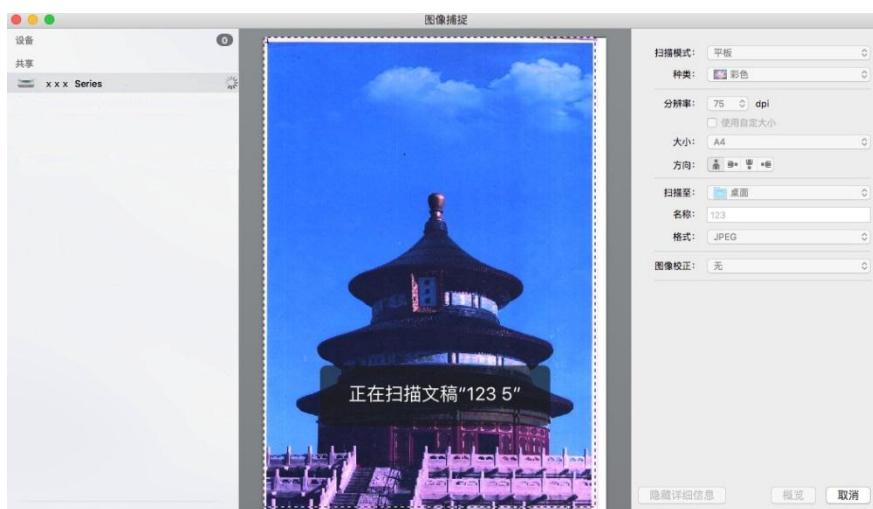 图像捕捉
设备 0
共享
x x x Series
正在扫描文稿“123 5”
扫描模式： 平板
种类： 彩色
分辨率： 75 dpi
使用自定大小
大小： A4
方向：
扫描至： 桌面
名称： 123
格式： JPEG
图像校正： 无
隐藏详细信息 概览 取消